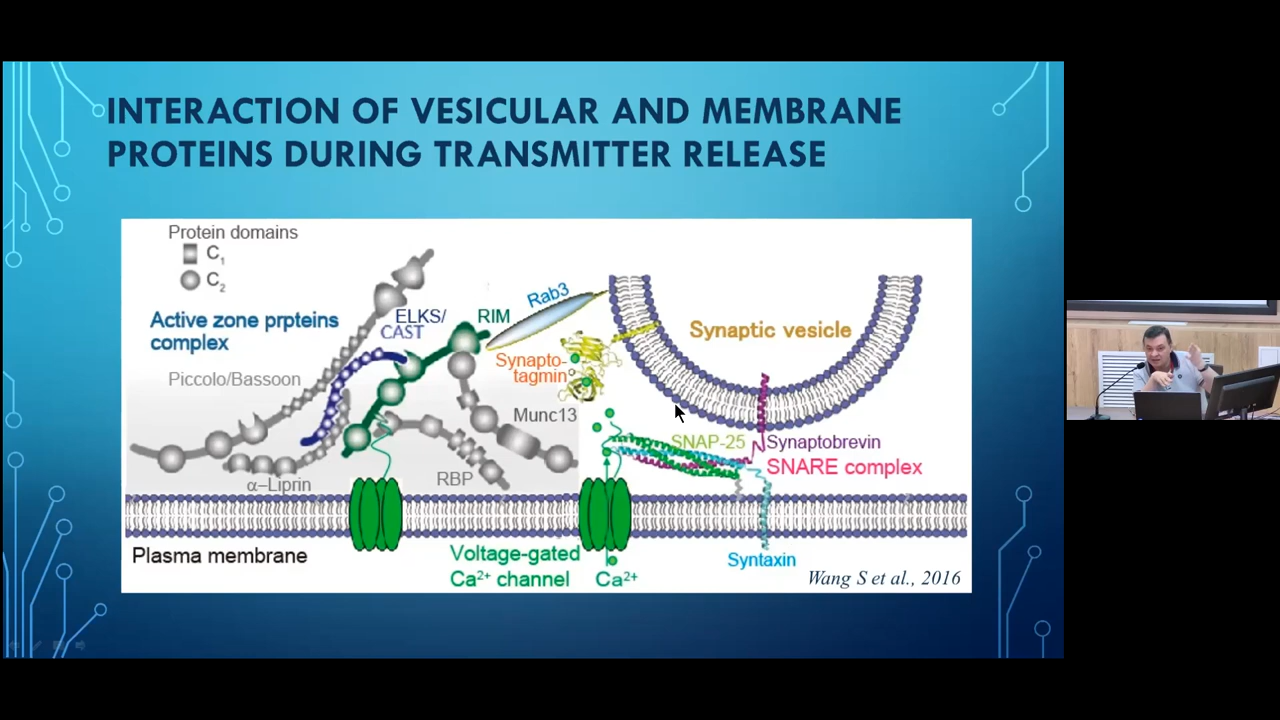 INTERACTION OF VESICULAR AND MEMBRANE
PROTEINS DURING TRANSMITTER RELEASE
Protein domains
C₁
C₂
Active zone prpteins
complex
ELKS/
CAST
RIM
Rab3
Synaptic vesicle
Synapto-
tagmin
Piccolo/Bassoon
Munc13
SNAP-25
Synaptobrevin
SNARE complex
α–Liprin
RBP
Plasma membrane
Voltage-gated
Ca²⁺ channel
Ca²⁺
Syntaxin
Wang S et al., 2016